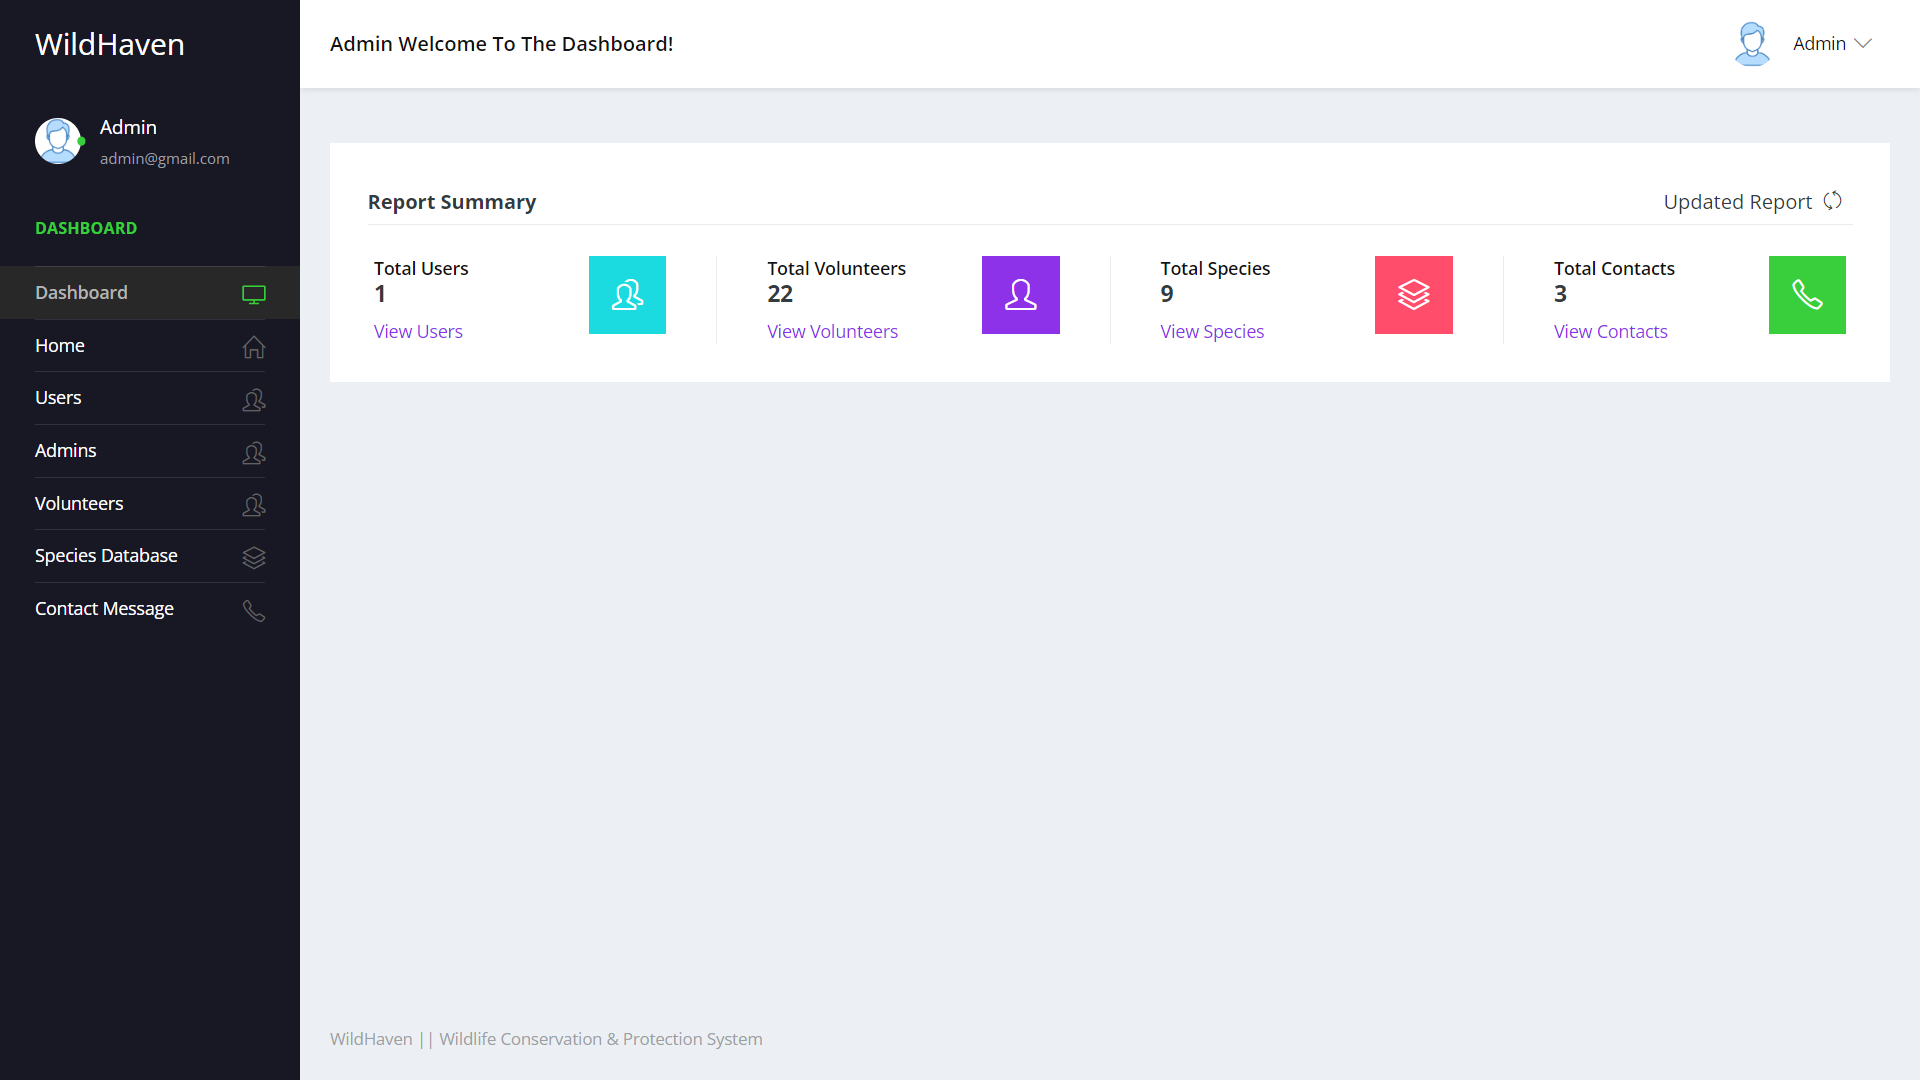 WildHaven
Admin Welcome To The Dashboard!
Admin
Admin
admin@gmail.com
DASHBOARD
Dashboard
Home
Users
Admins
Volunteers
Species Database
Contact Message
Report Summary
Updated Report
Total Users
1
View Users
Total Volunteers
22
View Volunteers
Total Species
9
View Species
Total Contacts
3
View Contacts
WildHaven || Wildlife Conservation & Protection System